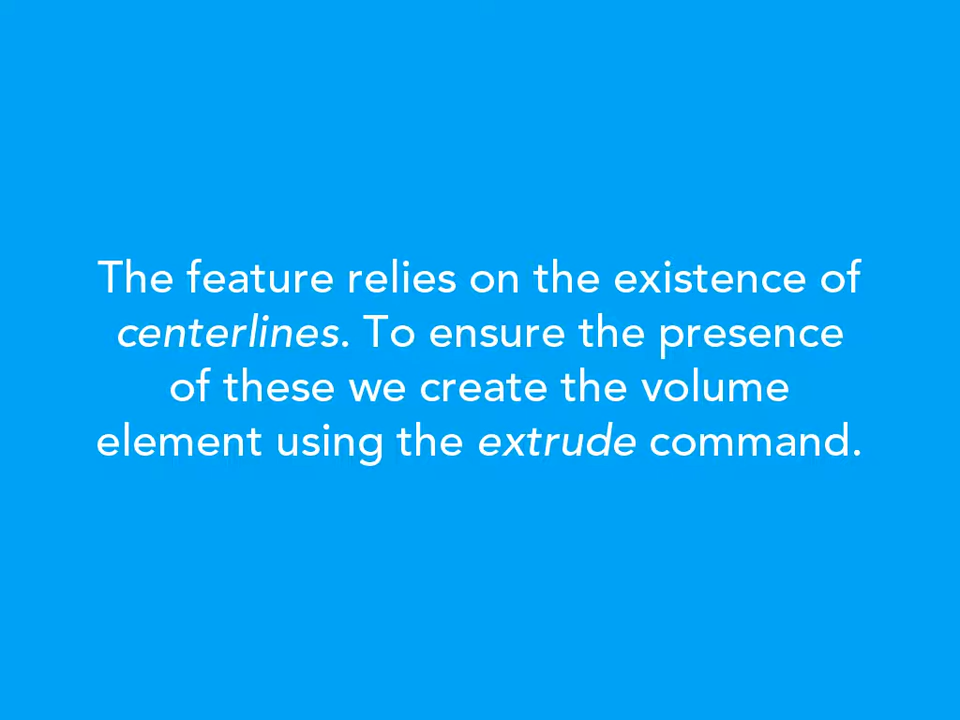 The feature relies on the existence of
centerlines. To ensure the presence
of these we create the volume
element using the extrude command.